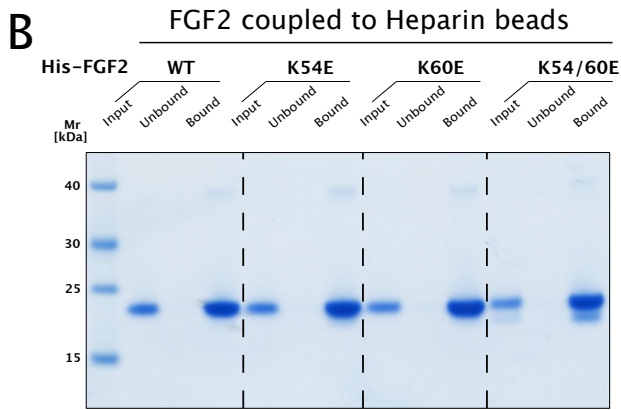 B
FGF2 coupled to Heparin beads
His-FGF2 WT K54E K60E K54/60E
Input Unbound Bound Input Unbound Bound Input Unbound Bound Input Unbound Bound
Mr
[kDa]
40
30
25
15